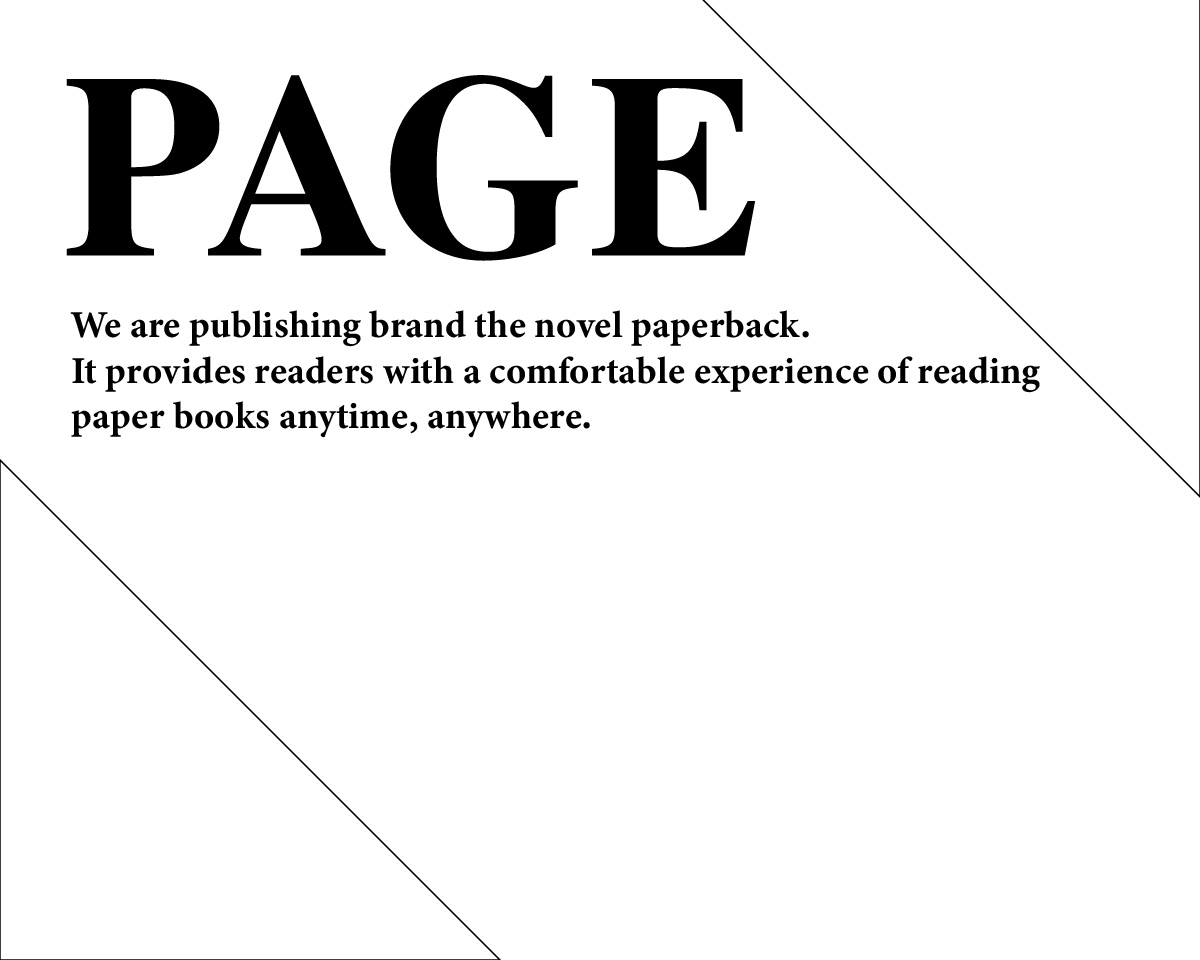 PAGE
We are publishing brand the novel paperback.
It provides readers with a comfortable experience of reading
paper books anytime, anywhere.